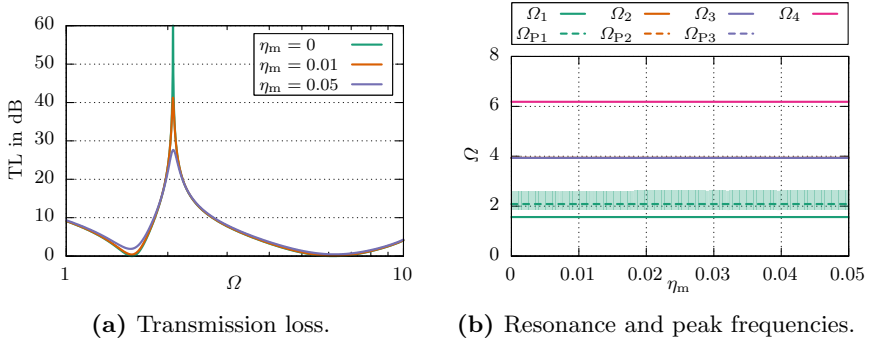 TL in dB
60
50
40
30
20
10
0
1
Ω
10
ηm = 0
ηm = 0.01
ηm = 0.05
(a) Transmission loss.
Ω1 Ω2 Ω3 Ω4
ΩP1 ΩP2 ΩP3
Ω
8
6
4
2
0
0 0.01 0.02 0.03 0.04 0.05
ηm
(b) Resonance and peak frequencies.